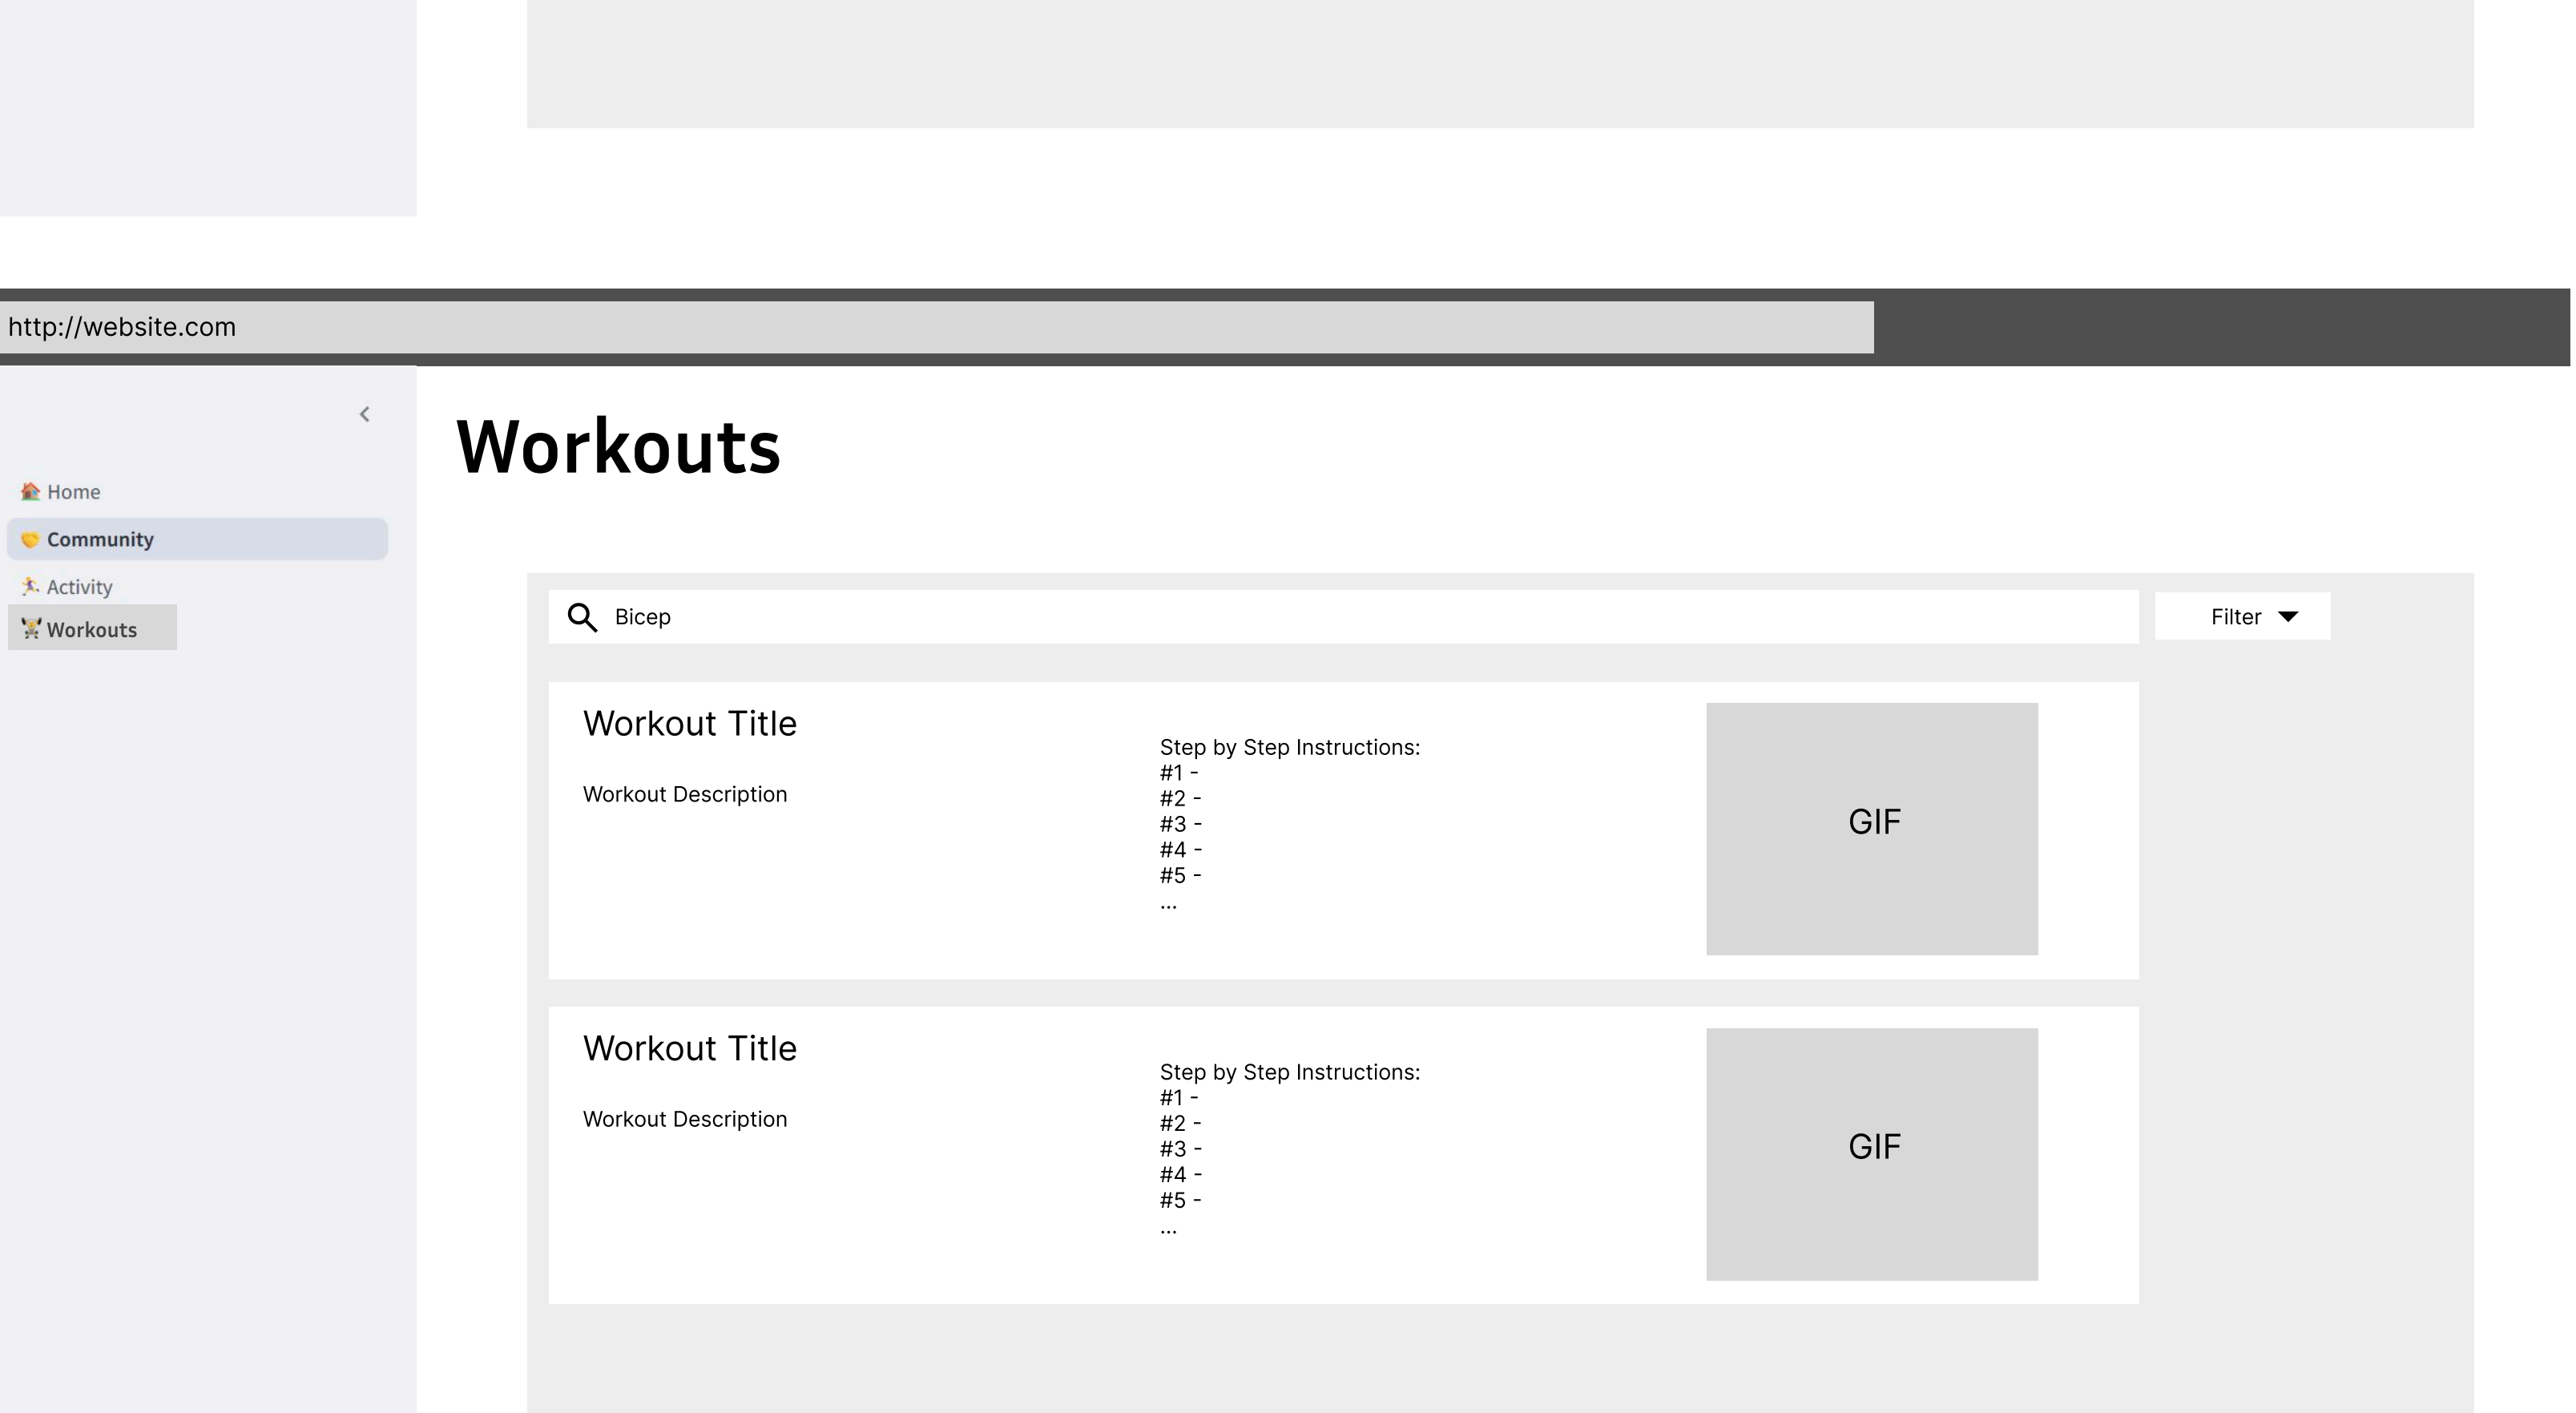 http://website.com
Workouts
Home
Community
Activity
Workouts
Bicep
Filter
Workout Title
Workout Description
Step by Step Instructions:
#1 -
#2 -
#3 -
#4 -
#5 -
...
GIF
Workout Title
Workout Description
Step by Step Instructions:
#1 -
#2 -
#3 -
#4 -
#5 -
...
GIF